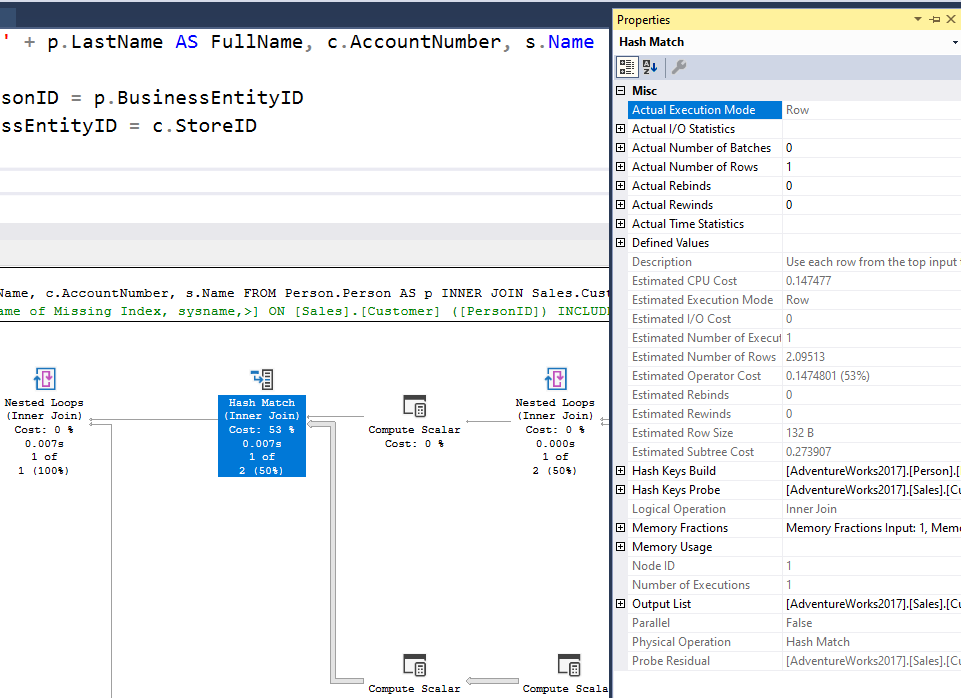 ' + p.LastName AS FullName, c.AccountNumber, s.Name
sonID = p.BusinessEntityID
ssEntityID = c.StoreID
Name, c.AccountNumber, s.Name FROM Person.Person AS p INNER JOIN Sales.Cust
ame of Missing Index, sysname,>] ON [Sales].[Customer] ([PersonID]) INCLUDE
Nested Loops
(Inner Join)
Cost: 0 %
0.007s
1 of
1 (100%)
Hash Match
(Inner Join)
Cost: 53 %
0.007s
1 of
2 (50%)
Compute Scalar
Cost: 0 %
Nested Loops
(Inner Join)
Cost: 0 %
0.000s
1 of
2 (50%)
Compute Scalar
Compute Scala
Properties
Hash Match
Misc
Actual Execution Mode Row
Actual I/O Statistics
Actual Number of Batches 0
Actual Number of Rows 1
Actual Rebinds 0
Actual Rewinds 0
Actual Time Statistics
Defined Values
Description Use each row from the top input
Estimated CPU Cost 0.147477
Estimated Execution Mode Row
Estimated I/O Cost 0
Estimated Number of Execut 1
Estimated Number of Rows 2.09513
Estimated Operator Cost 0.1474801 (53%)
Estimated Rebinds 0
Estimated Rewinds 0
Estimated Row Size 132 B
Estimated Subtree Cost 0.273907
Hash Keys Build [AdventureWorks2017].[Person].[
Hash Keys Probe [AdventureWorks2017].[Sales].[Cu
Logical Operation Inner Join
Memory Fractions Memory Fractions Input: 1, Memo
Memory Usage
Node ID 1
Number of Executions 1
Output List [AdventureWorks2017].[Sales].[Cu
Parallel False
Physical Operation Hash Match
Probe Residual [AdventureWorks2017].[Sales].[Cu